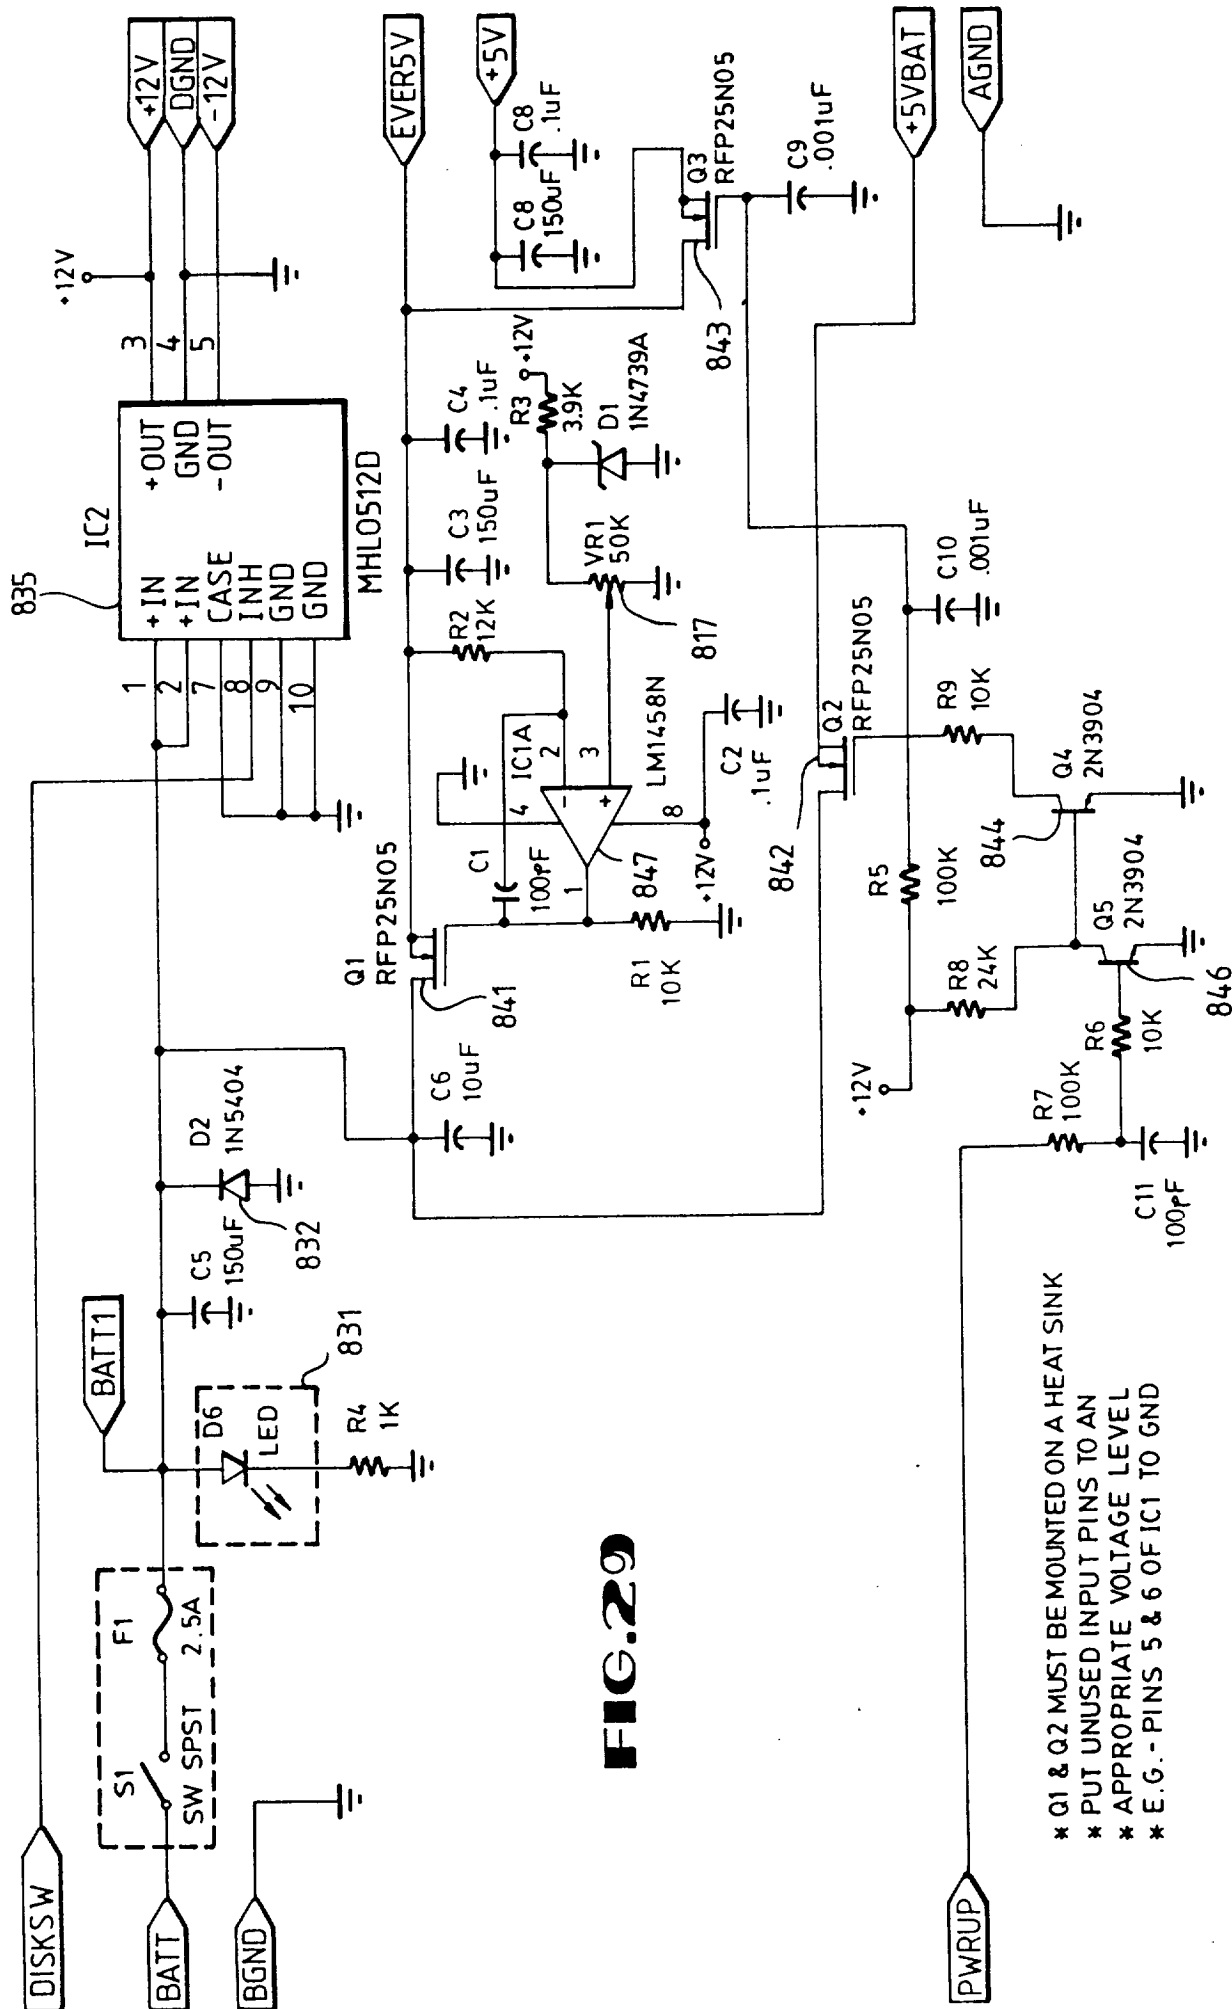 DISKSW
BATT
BGND
S1
SW SPST
F1
2.5A
BATT1
D6
LED
831
R4
1K
C5
150uF
D2
1N5404
832
C6
10uF
835
IC2
+IN
+IN
CASE
INH
GND
GND
+OUT
GND
-OUT
MHL0512D
1
2
7
8
9
10
3
4
5
+12V
+12V
DGND
-12V
EVER5V
+5V
Q1
RFP25N05
841
C1
100pF
IC1A
4
2
3
1
8
847
LM1458N
R1
10K
+12V
C2
.1uF
R2
12K
C3
150uF
C4
.1uF
VR1
50K
817
R3
3.9K
+12V
D1
1N4739A
C8
150uF
C8
.1uF
Q3
RFP25N05
843
C9
.001uF
842
Q2
RFP25N05
+5VBAT
AGND
R5
100K
C10
.001uF
R9
10K
+12V
R8
24K
Q4
2N3904
844
Q5
2N3904
846
R6
10K
R7
100K
C11
100pF
PWRUP
* Q1 & Q2 MUST BE MOUNTED ON A HEAT SINK
* PUT UNUSED INPUT PINS TO AN
* APPROPRIATE VOLTAGE LEVEL
* E.G. - PINS 5 & 6 OF IC1 TO GND
FIG.29